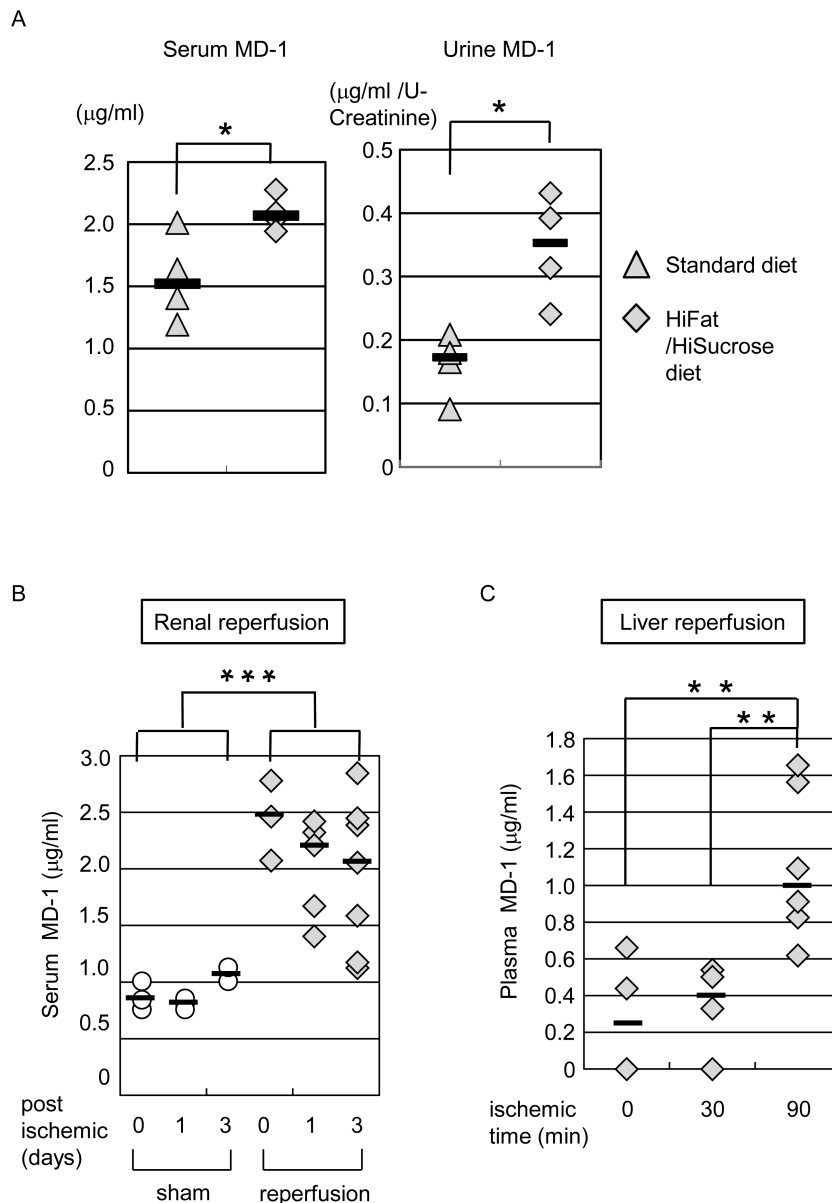 A
Serum MD-1
Urine MD-1
(μg/ml)
(μg/ml /U-
Creatinine)
*
*
2.5
2.0
1.5
1.0
0.5
0
0.5
0.4
0.3
0.2
0.1
0
Standard diet
HiFat
/HiSucrose
diet
B
Renal reperfusion
***
Serum MD-1 (μg/ml)
3.0
2.5
2.0
1.5
1.0
0.5
0
post
ischemic
(days)
0 1 3 0 1 3
sham reperfusion
C
Liver reperfusion
* *
* *
Plasma MD-1 (μg/ml)
1.8
1.6
1.4
1.2
1.0
0.8
0.6
0.4
0.2
0
ischemic
time (min)
0 30 90